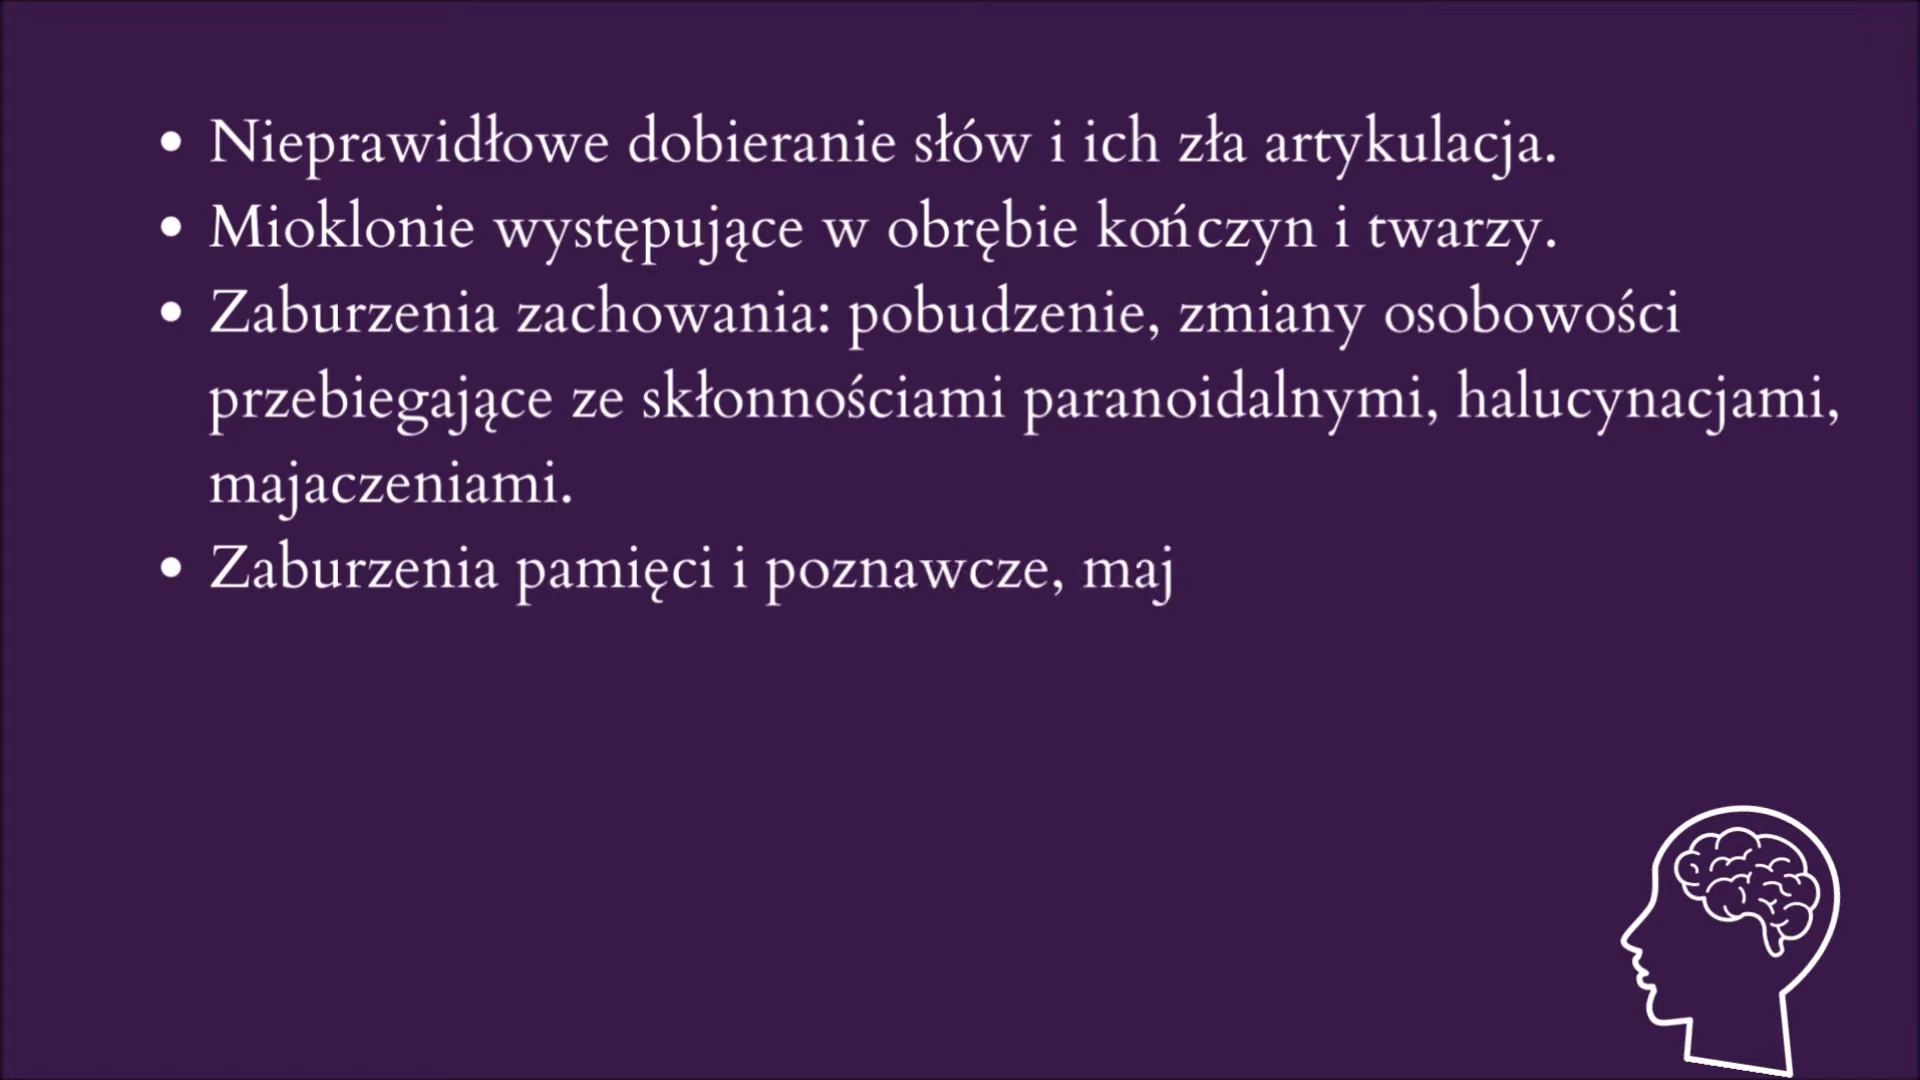 • Nieprawidłowe dobieranie słów i ich zła artykulacja.
• Mioklonie występujące w obrębie kończyn i twarzy.
• Zaburzenia zachowania: pobudzenie, zmiany osobowości
przebiegające ze skłonnościami paranoidalnymi, halucynacjami,
majaczeniami.
• Zaburzenia pamięci i poznawcze, maj